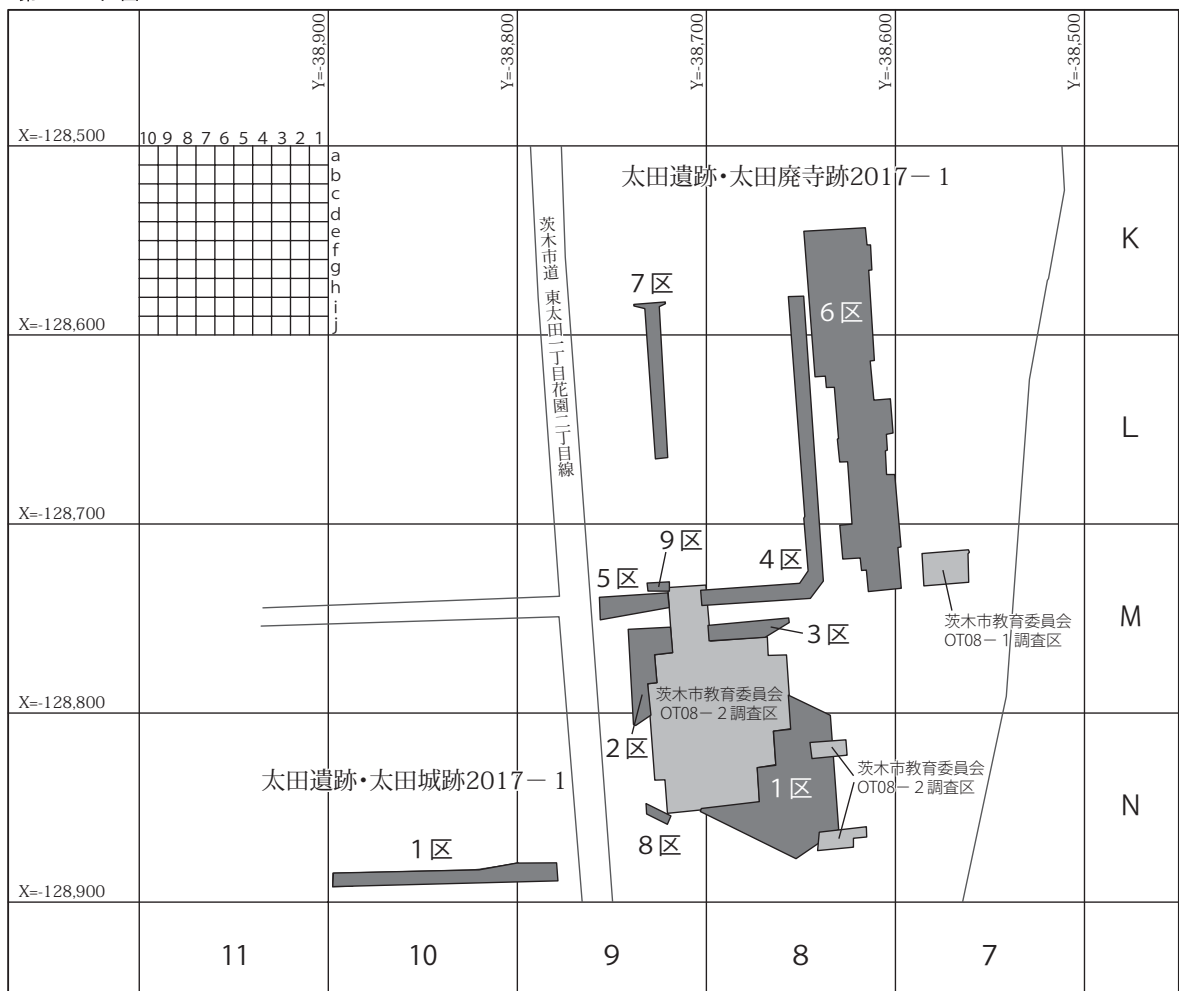 Y=-38,900
Y=-38,800
Y=-38,700
Y=-38,600
Y=-38,500
X=-128,500
10 9 8 7 6 5 4 3 2 1
a
b
c
d
e
f
g
h
i
j
太田遺跡・太田廃寺跡2017－1
K
茨木市道 東太田一丁目花園二丁目線
7区
6区
X=-128,600
L
X=-128,700
9区
4区
5区
茨木市教育委員会
OT08－1調査区
M
3区
茨木市教育委員会
OT08－2調査区
X=-128,800
2区
太田遺跡・太田城跡2017－1
茨木市教育委員会
OT08－2調査区
1区
N
8区
1区
X=-128,900
11
10
9
8
7